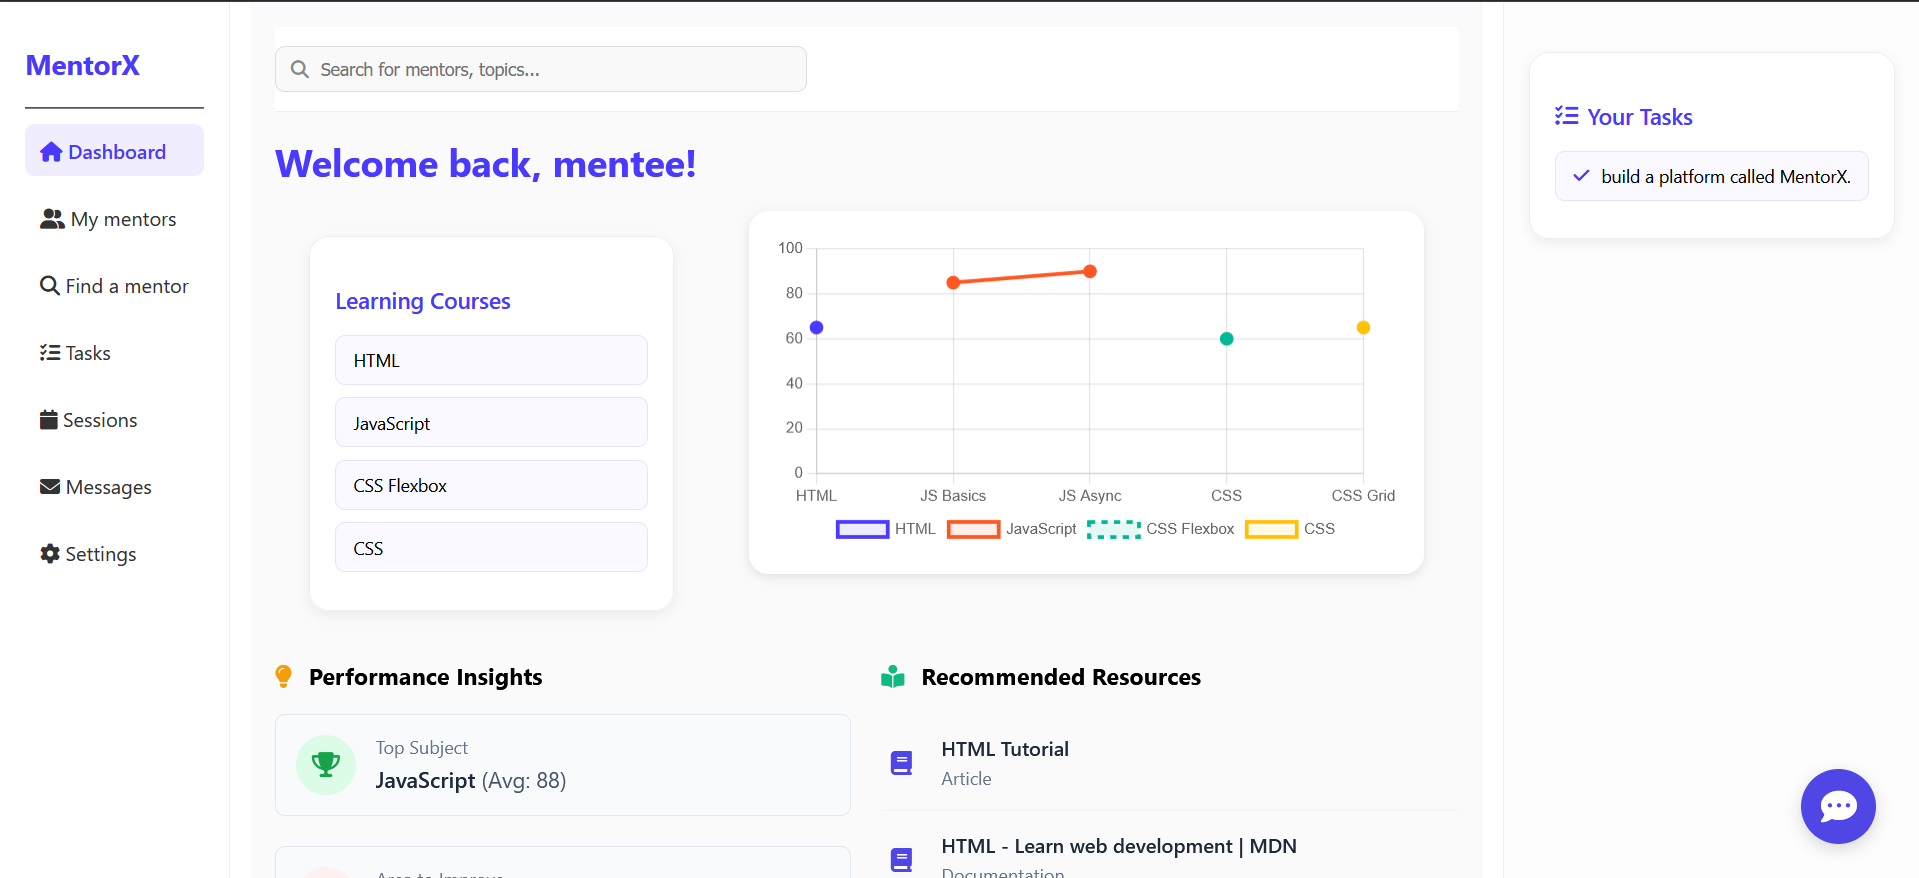 MentorX
Dashboard
My mentors
Find a mentor
Tasks
Sessions
Messages
Settings
Search for mentors, topics...
Welcome back, mentee!
Learning Courses
HTML
JavaScript
CSS Flexbox
CSS
100
80
60
40
20
0
HTML JS Basics JS Async CSS CSS Grid
HTML JavaScript CSS Flexbox CSS
Performance Insights
Top Subject
JavaScript (Avg: 88)
Area to Improve
Recommended Resources
HTML Tutorial
Article
HTML - Learn web development | MDN
Documentation
Your Tasks
build a platform called MentorX.